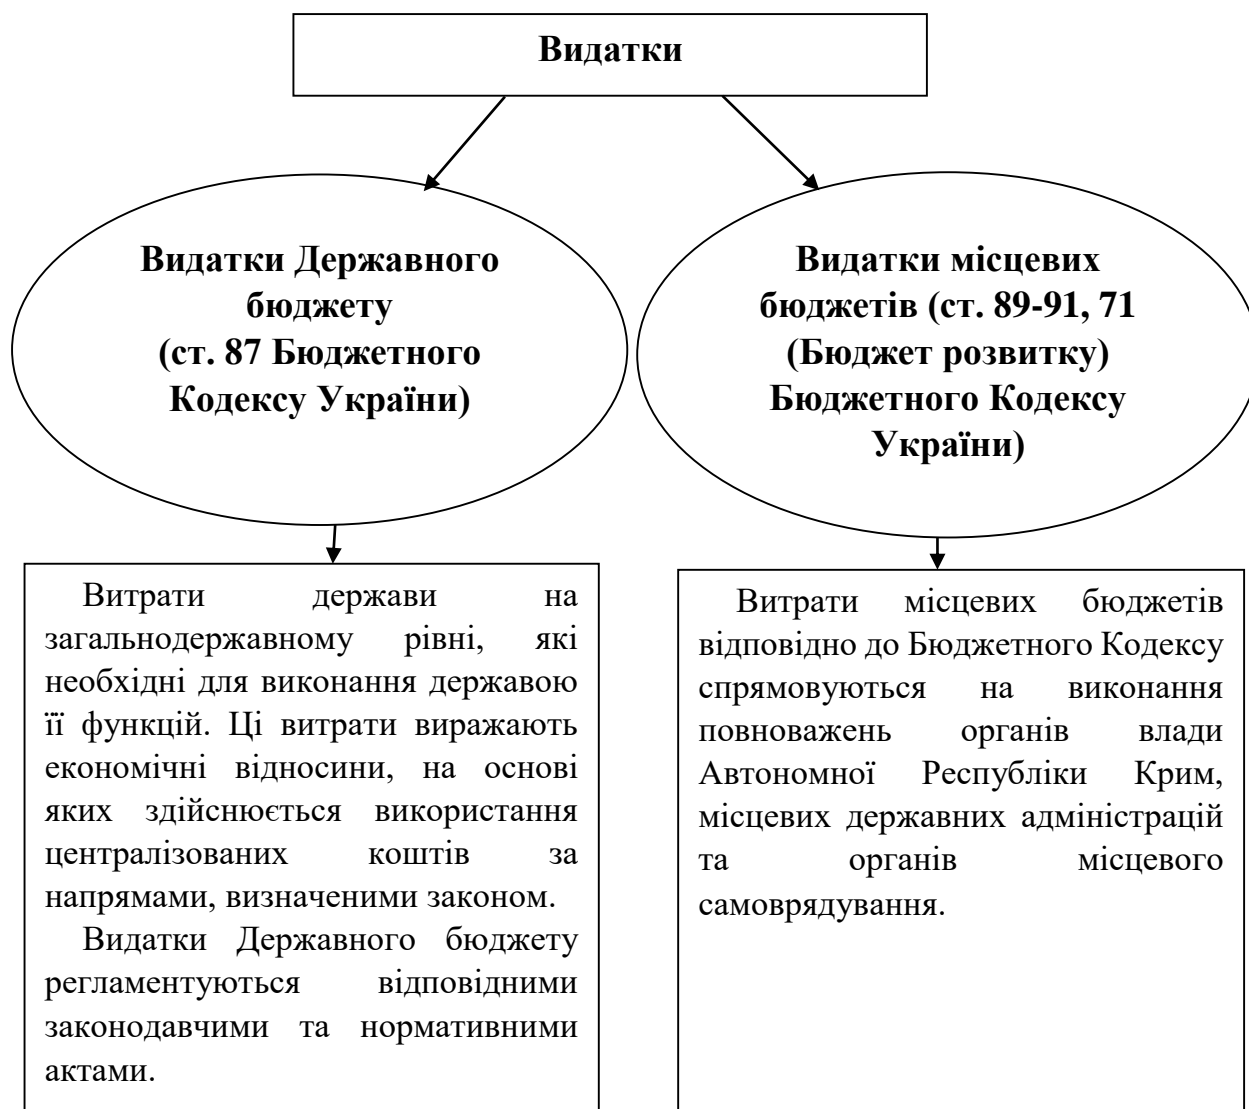 Видатки
Видатки Державного
бюджету
(ст. 87 Бюджетного
Кодексу України)
Видатки місцевих
бюджетів (ст. 89-91, 71
(Бюджет розвитку)
Бюджетного Кодексу
України)
Витрати держави на
загальнодержавному рівні, які
необхідні для виконання державою
її функцій. Ці витрати виражають
економічні відносини, на основі
яких здійснюється використання
централізованих коштів за
напрямами, визначеними законом.
Видатки Державного бюджету
регламентуються відповідними
законодавчими та нормативними
актами.
Витрати місцевих бюджетів
відповідно до Бюджетного Кодексу
спрямовуються на виконання
повноважень органів влади
Автономної Республіки Крим,
місцевих державних адміністрацій
та органів місцевого
самоврядування.